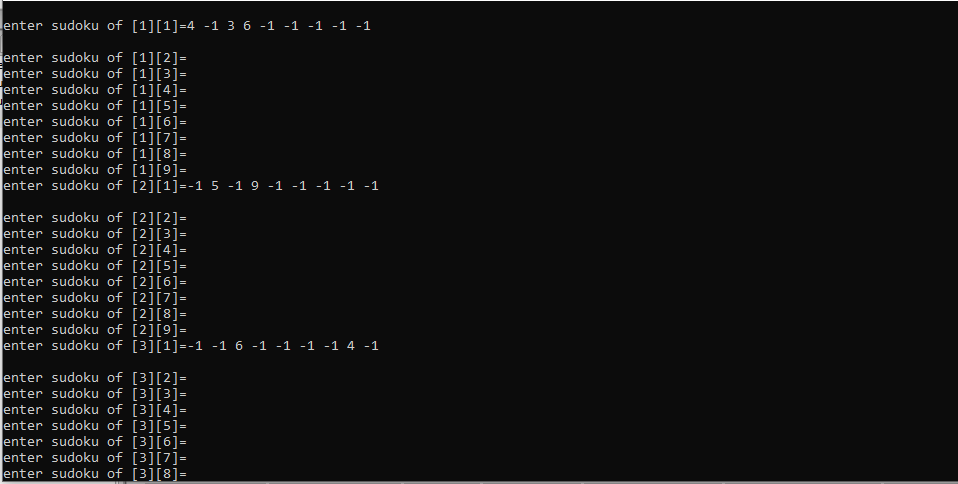 enter sudoku of [1][1]=4 -1 3 6 -1 -1 -1 -1 -1
enter sudoku of [1][2]=
enter sudoku of [1][3]=
enter sudoku of [1][4]=
enter sudoku of [1][5]=
enter sudoku of [1][6]=
enter sudoku of [1][7]=
enter sudoku of [1][8]=
enter sudoku of [1][9]=
enter sudoku of [2][1]=-1 5 -1 9 -1 -1 -1 -1 -1
enter sudoku of [2][2]=
enter sudoku of [2][3]=
enter sudoku of [2][4]=
enter sudoku of [2][5]=
enter sudoku of [2][6]=
enter sudoku of [2][7]=
enter sudoku of [2][8]=
enter sudoku of [2][9]=
enter sudoku of [3][1]=-1 -1 6 -1 -1 -1 -1 4 -1
enter sudoku of [3][2]=
enter sudoku of [3][3]=
enter sudoku of [3][4]=
enter sudoku of [3][5]=
enter sudoku of [3][6]=
enter sudoku of [3][7]=
enter sudoku of [3][8]=